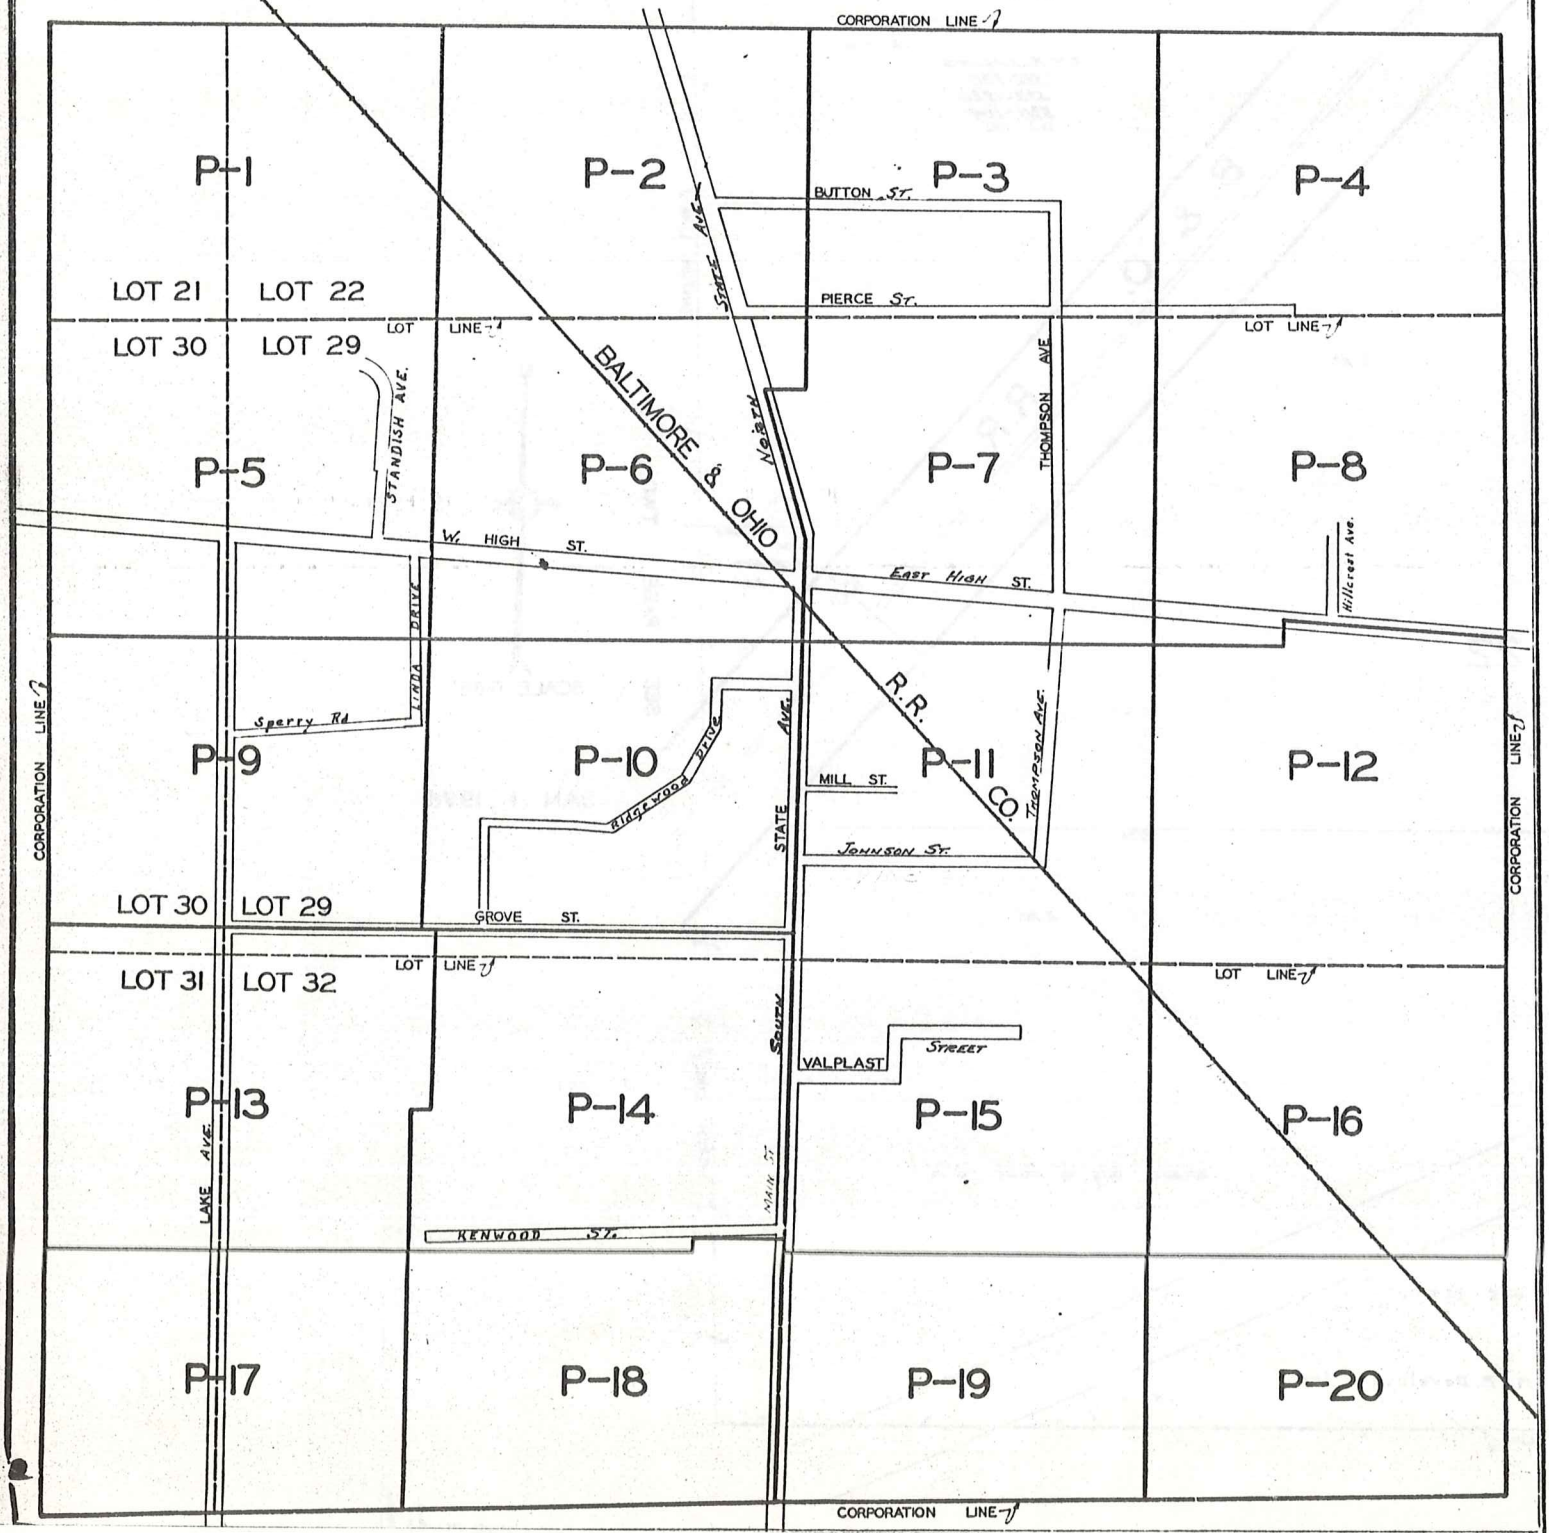 CORPORATION LINE
P-1
P-2
P-3
P-4
BUTTON ST.
STATE AVE.
LOT 21 LOT 22
PIERCE ST.
LOT LINE
LOT LINE
LOT 30 LOT 29
STANDISH AVE.
BALTIMORE & OHIO R.R. CO.
NORTH
THOMPSON AVE
P-5
P-6
P-7
P-8
W. HIGH ST.
EAST HIGH ST.
Hillcrest Ave.
LINDA DRIVE
CORPORATION LINE
Sperry Rd
Ridgewood Drive
STATE AVE.
THOMPSON AVE.
CORPORATION LINE
P-9
P-10
P-11
P-12
MILL ST.
JOHNSON ST.
LOT 30 LOT 29
GROVE ST.
LOT LINE
LOT LINE
LOT 31 LOT 32
SOUTH
VALPLAST STREET
P-13
P-14
P-15
P-16
LAKE AVE.
MAIN ST
KENWOOD ST.
P-17
P-18
P-19
P-20
CORPORATION LINE